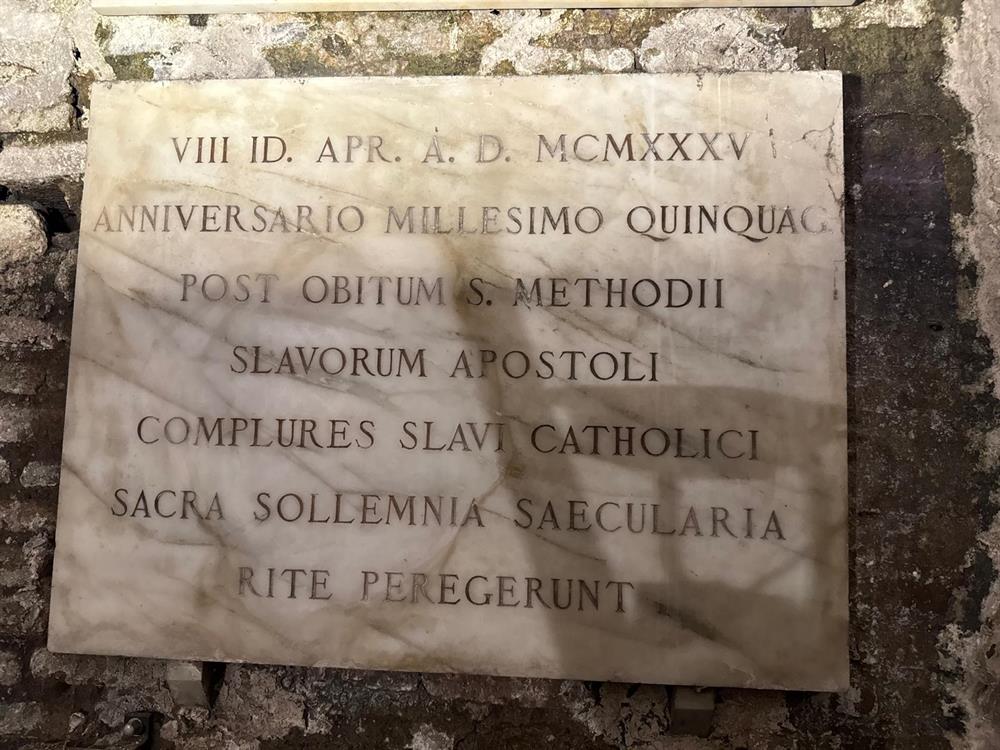 VIII ID. APR. A. D. MCMXXXV
ANNIVERSARIO MILLESIMO QUINQUAG.
POST OBITUM S. METHODII
SLAVORUM APOSTOLI
COMPLURES SLAVI CATHOLICI
SACRA SOLLEMNIA SAECULARIA
RITE PEREGERUNT